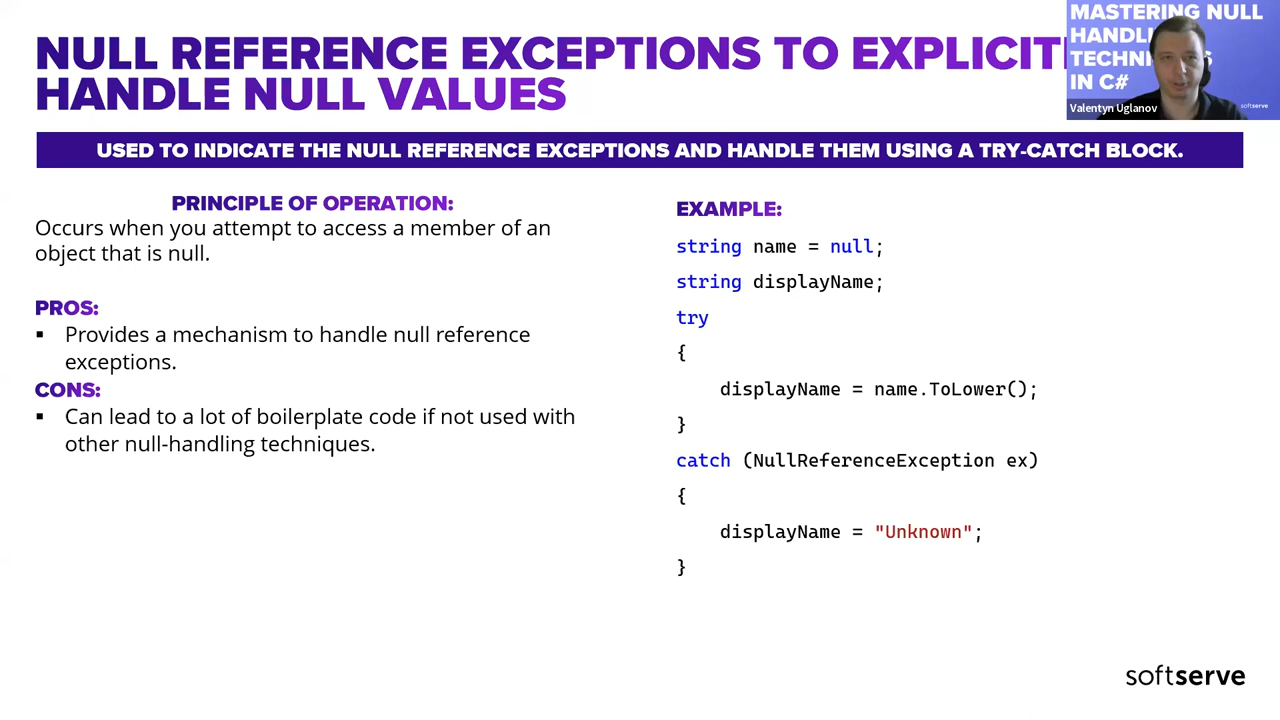 NULL REFERENCE EXCEPTIONS TO EXPLICIT
HANDLE NULL VALUES
MASTERING NULL
HANDL
TECHN S
IN C#
Valentyn Uglanov
softserve
USED TO INDICATE THE NULL REFERENCE EXCEPTIONS AND HANDLE THEM USING A TRY-CATCH BLOCK.
PRINCIPLE OF OPERATION:
Occurs when you attempt to access a member of an
object that is null.
PROS:
▪ Provides a mechanism to handle null reference
exceptions.
CONS:
▪ Can lead to a lot of boilerplate code if not used with
other null-handling techniques.
EXAMPLE:
string name = null;
string displayName;
try
{
    displayName = name.ToLower();
}
catch (NullReferenceException ex)
{
    displayName = "Unknown";
}
softserve